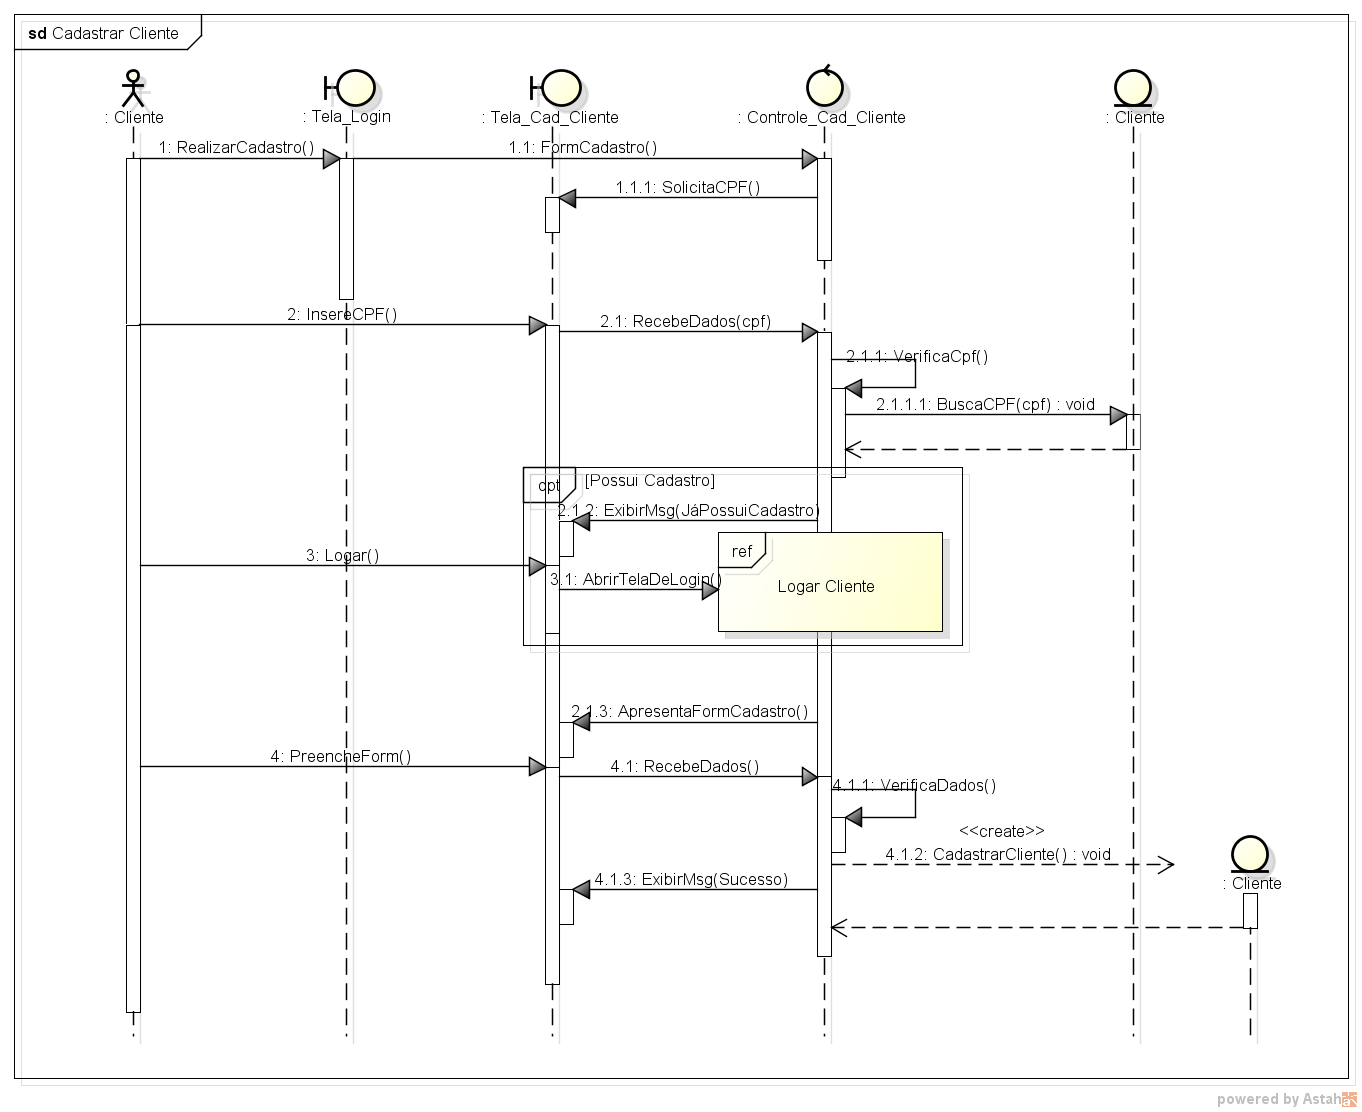 sd Cadastrar Cliente
: Cliente
: Tela_Login
: Tela_Cad_Cliente
: Controle_Cad_Cliente
: Cliente
1: RealizarCadastro()
1.1: FormCadastro()
1.1.1: SolicitaCPF()
2: InsereCPF()
2.1: RecebeDados(cpf)
2.1.1: VerificaCpf()
2.1.1.1: BuscaCPF(cpf) : void
opt
[Possui Cadastro]
2.1.2: ExibirMsg(JáPossuiCadastro)
ref
3: Logar()
3.1: AbrirTelaDeLogin()
Logar Cliente
2.1.3: ApresentaFormCadastro()
4: PreencheForm()
4.1: RecebeDados()
4.1.1: VerificaDados()
<<create>>
4.1.2: CadastrarCliente() : void
4.1.3: ExibirMsg(Sucesso)
: Cliente
powered by Astah